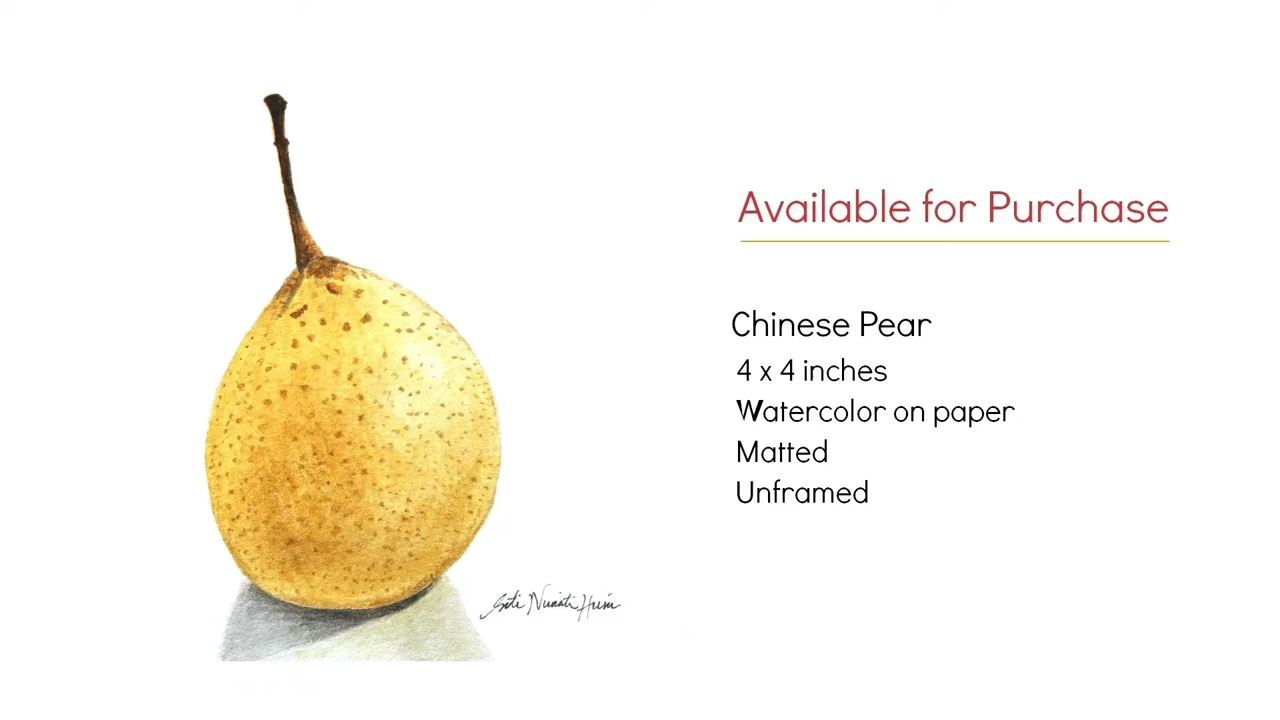 Available for Purchase
Chinese Pear
4 x 4 inches
Watercolor on paper
Matted
Unframed